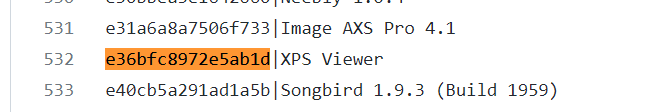 531 e31a6a8a7506f733|Image AXS Pro 4.1
532 e36bfc8972e5ab1d|XPS Viewer
533 e40cb5a291ad1a5b|Songbird 1.9.3 (Build 1959)